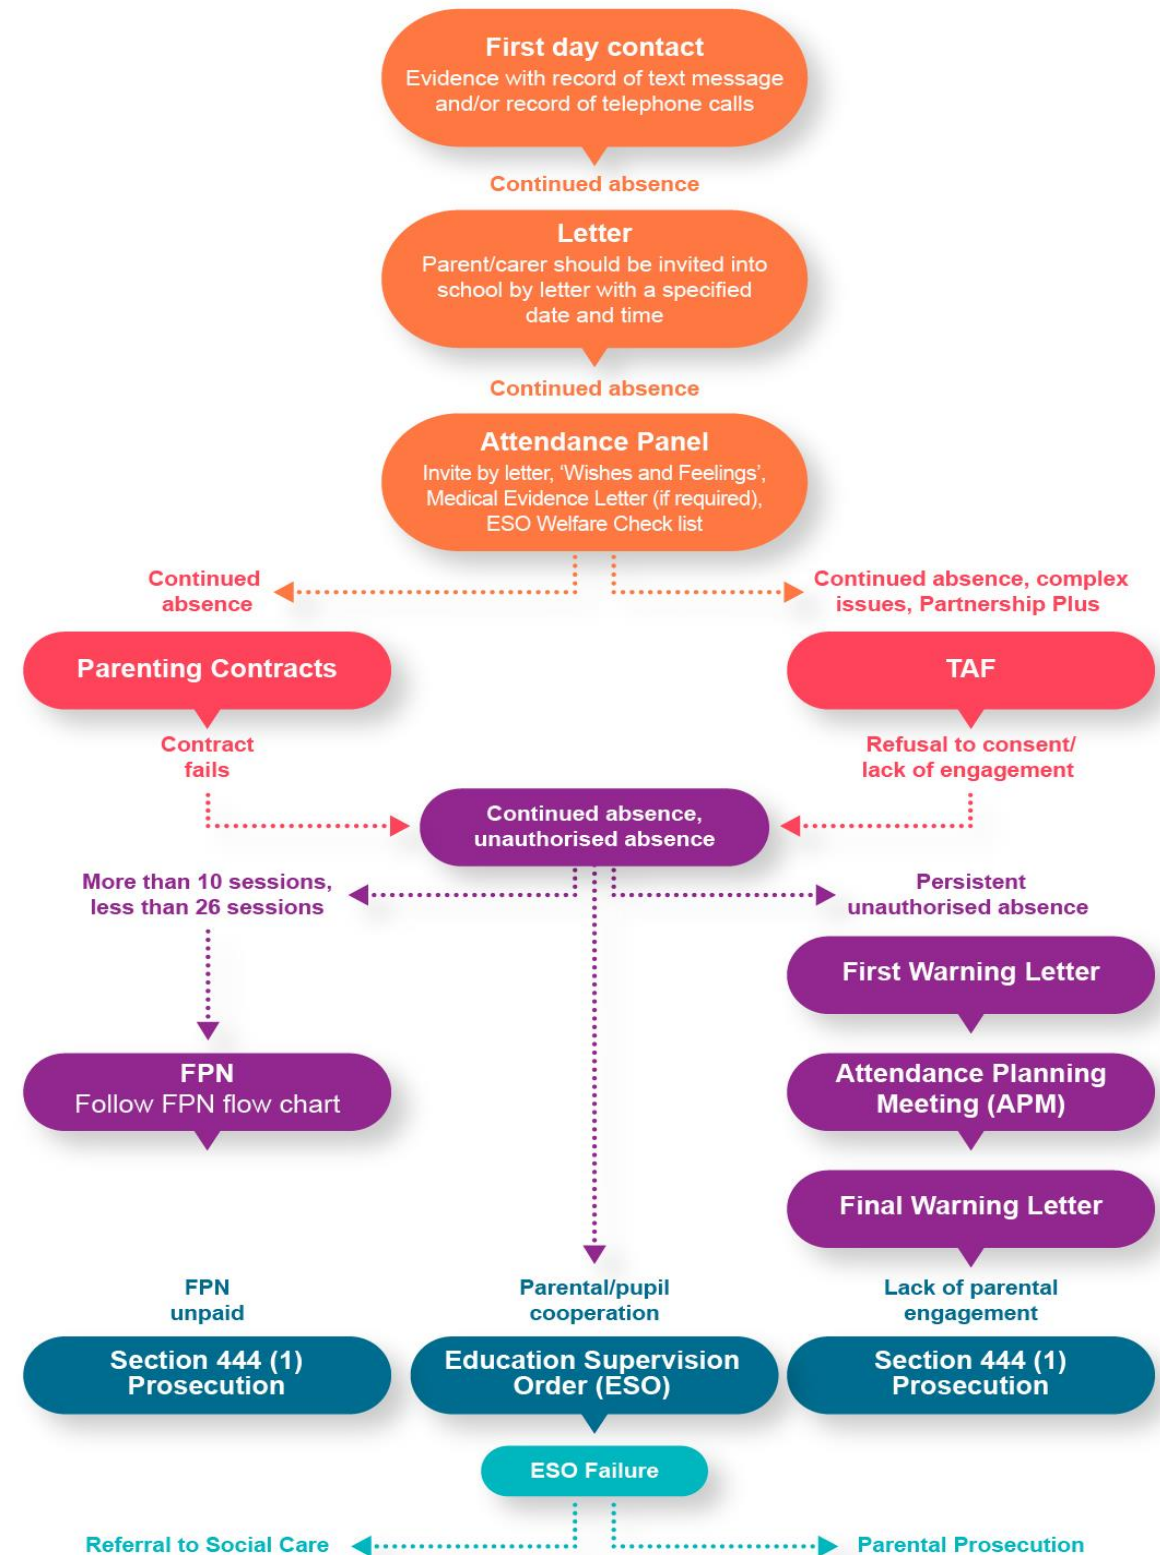 First day contact
Evidence with record of text message
and/or record of telephone calls
Continued absence
Letter
Parent/carer should be invited into
school by letter with a specified
date and time
Continued absence
Attendance Panel
Invite by letter, ‘Wishes and Feelings’,
Medical Evidence Letter (if required),
ESO Welfare Check list
Continued
absence
Continued absence, complex
issues, Partnership Plus
Parenting Contracts
TAF
Contract
fails
Refusal to consent/
lack of engagement
Continued absence,
unauthorised absence
More than 10 sessions,
less than 26 sessions
Persistent
unauthorised absence
First Warning Letter
FPN
Follow FPN flow chart
Attendance Planning
Meeting (APM)
Final Warning Letter
FPN
unpaid
Parental/pupil
cooperation
Lack of parental
engagement
Section 444 (1)
Prosecution
Education Supervision
Order (ESO)
Section 444 (1)
Prosecution
ESO Failure
Referral to Social Care
Parental Prosecution